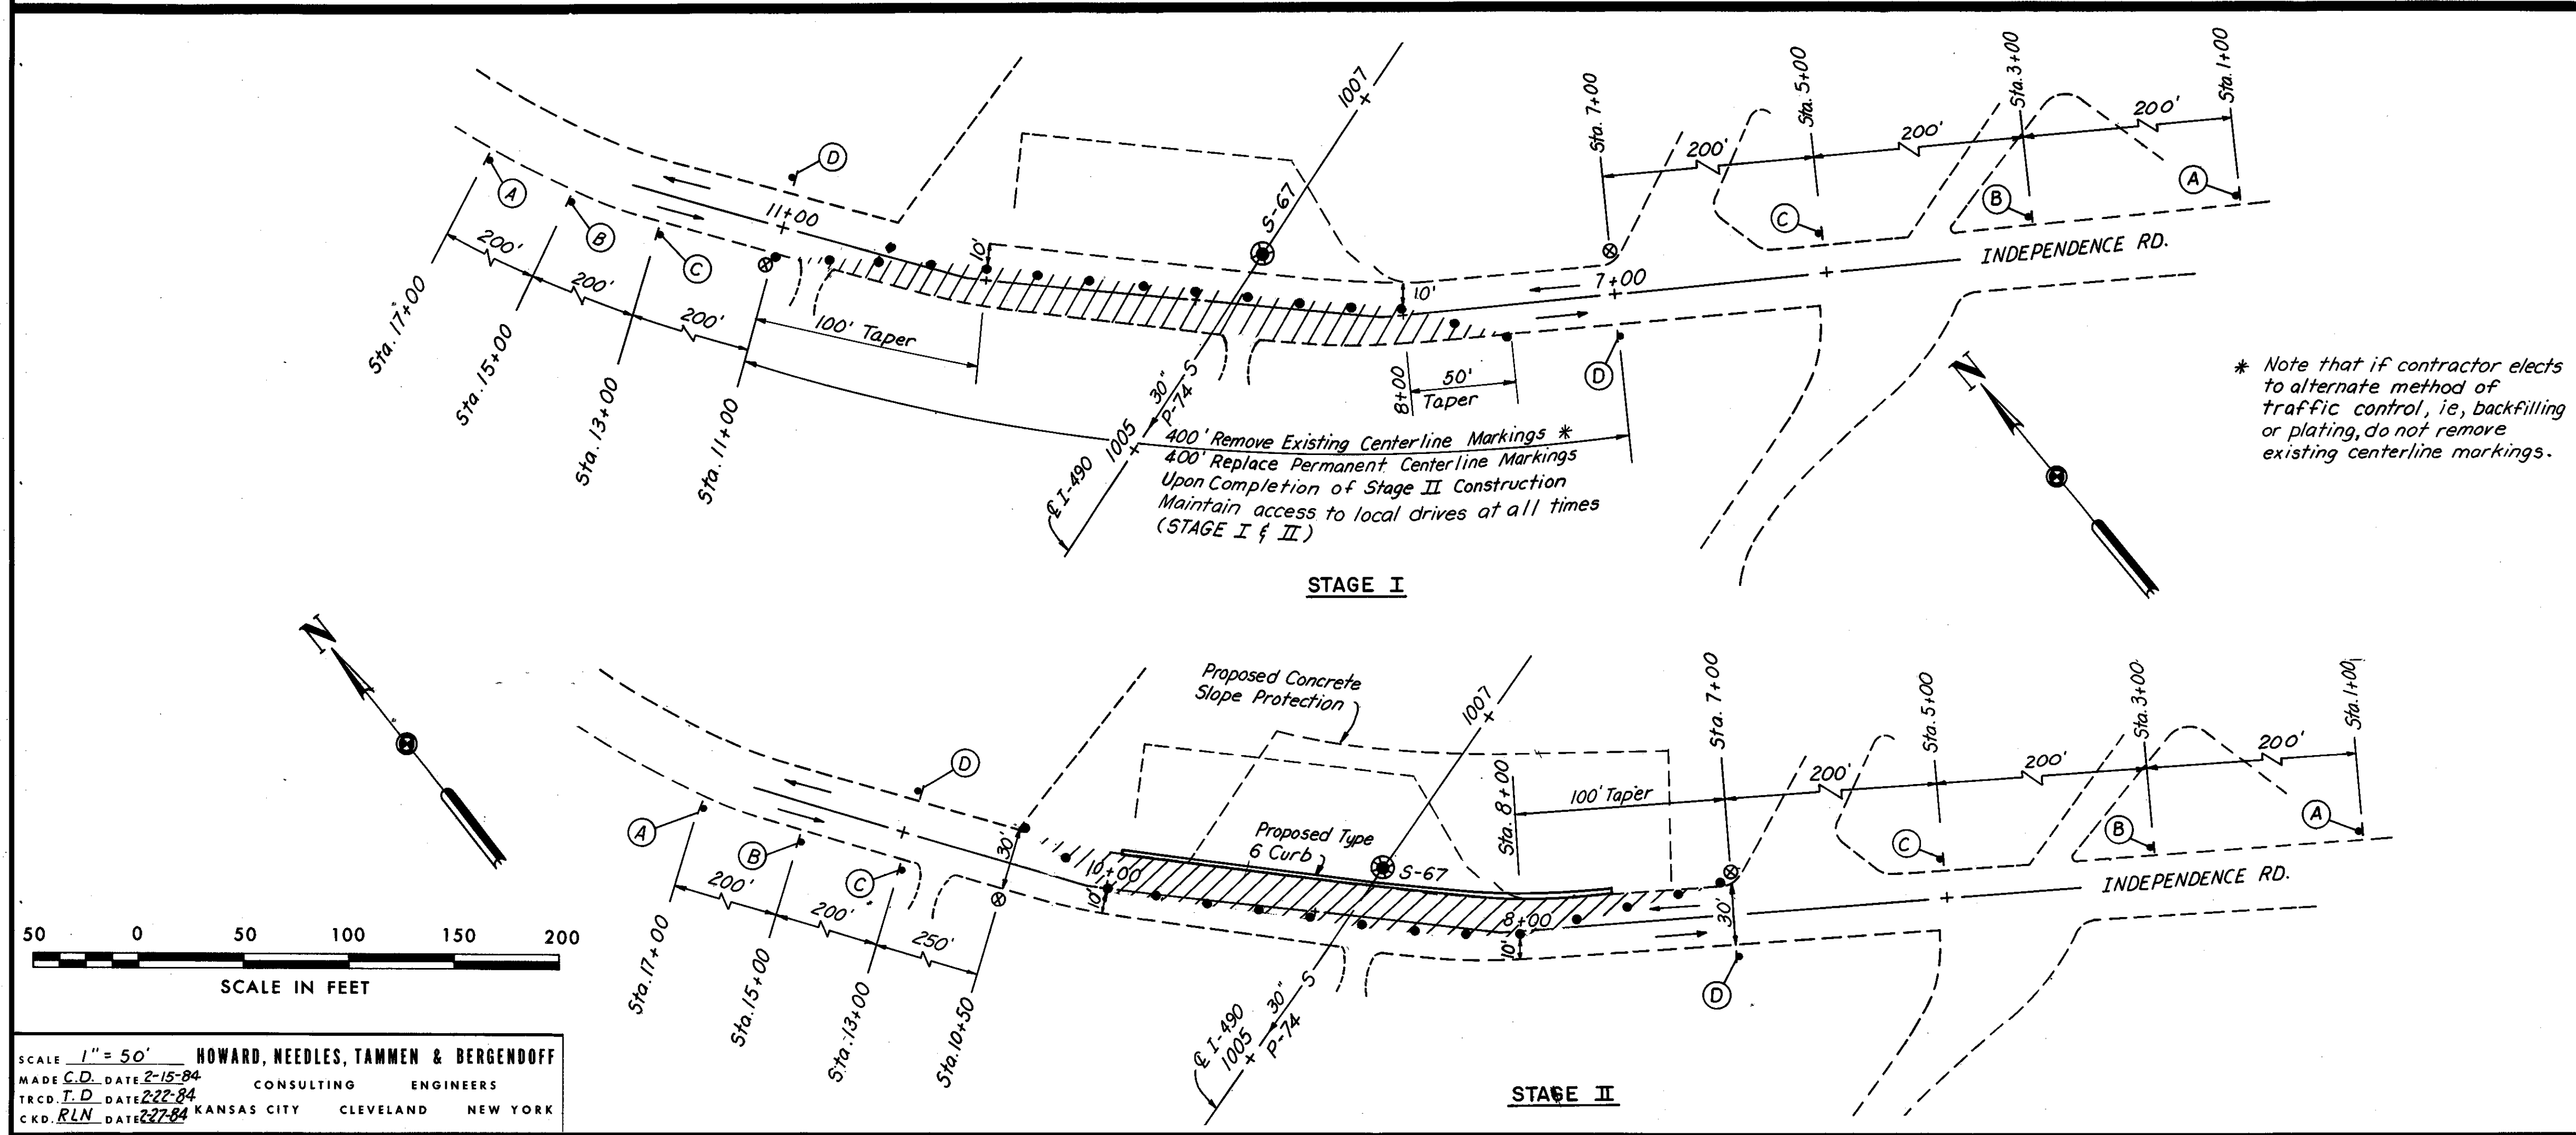 STAGE I
Sta. 17+00
Sta. 15+00
Sta. 13+00
Sta. 11+00
200'
200'
200'
A
B
C
D
11+00
100' Taper
10'
S-67
1007
30"
S
P-74
1005
℄ I-490
10'
8+00
50'
Taper
D
7+00
Sta. 7+00
Sta. 5+00
Sta. 3+00
Sta. 1+00
200'
200'
200'
C
B
A
INDEPENDENCE RD.
N
400' Remove Existing Centerline Markings *
400' Replace Permanent Centerline Markings
Upon Completion of Stage II Construction
Maintain access to local drives at all times
(STAGE I & II)
* Note that if contractor elects
to alternate method of
traffic control, ie, backfilling
or plating, do not remove
existing centerline markings.
N
Proposed Concrete
Slope Protection
1007
Sta. 7+00
Sta. 5+00
Sta. 3+00
Sta. 1+00
200'
200'
200'
Sta. 8+00
100' Taper
D
A
B
C
30'
10+00
10'
Proposed Type
6 Curb
S-67
8+00
10'
30'
C
B
A
INDEPENDENCE RD.
D
200'
200'
250'
Sta. 17+00
Sta. 15+00
Sta. 13+00
Sta. 10+50
℄ I-490
1005
30"
S
P-74
STAGE II
50 0 50 100 150 200
SCALE IN FEET
SCALE 1" = 50' HOWARD, NEEDLES, TAMMEN & BERGENDOFF
MADE C.D. DATE 2-15-84 CONSULTING ENGINEERS
TRCD. T.D DATE 2-22-84
CKD. RLN DATE 2-27-84 KANSAS CITY CLEVELAND NEW YORK